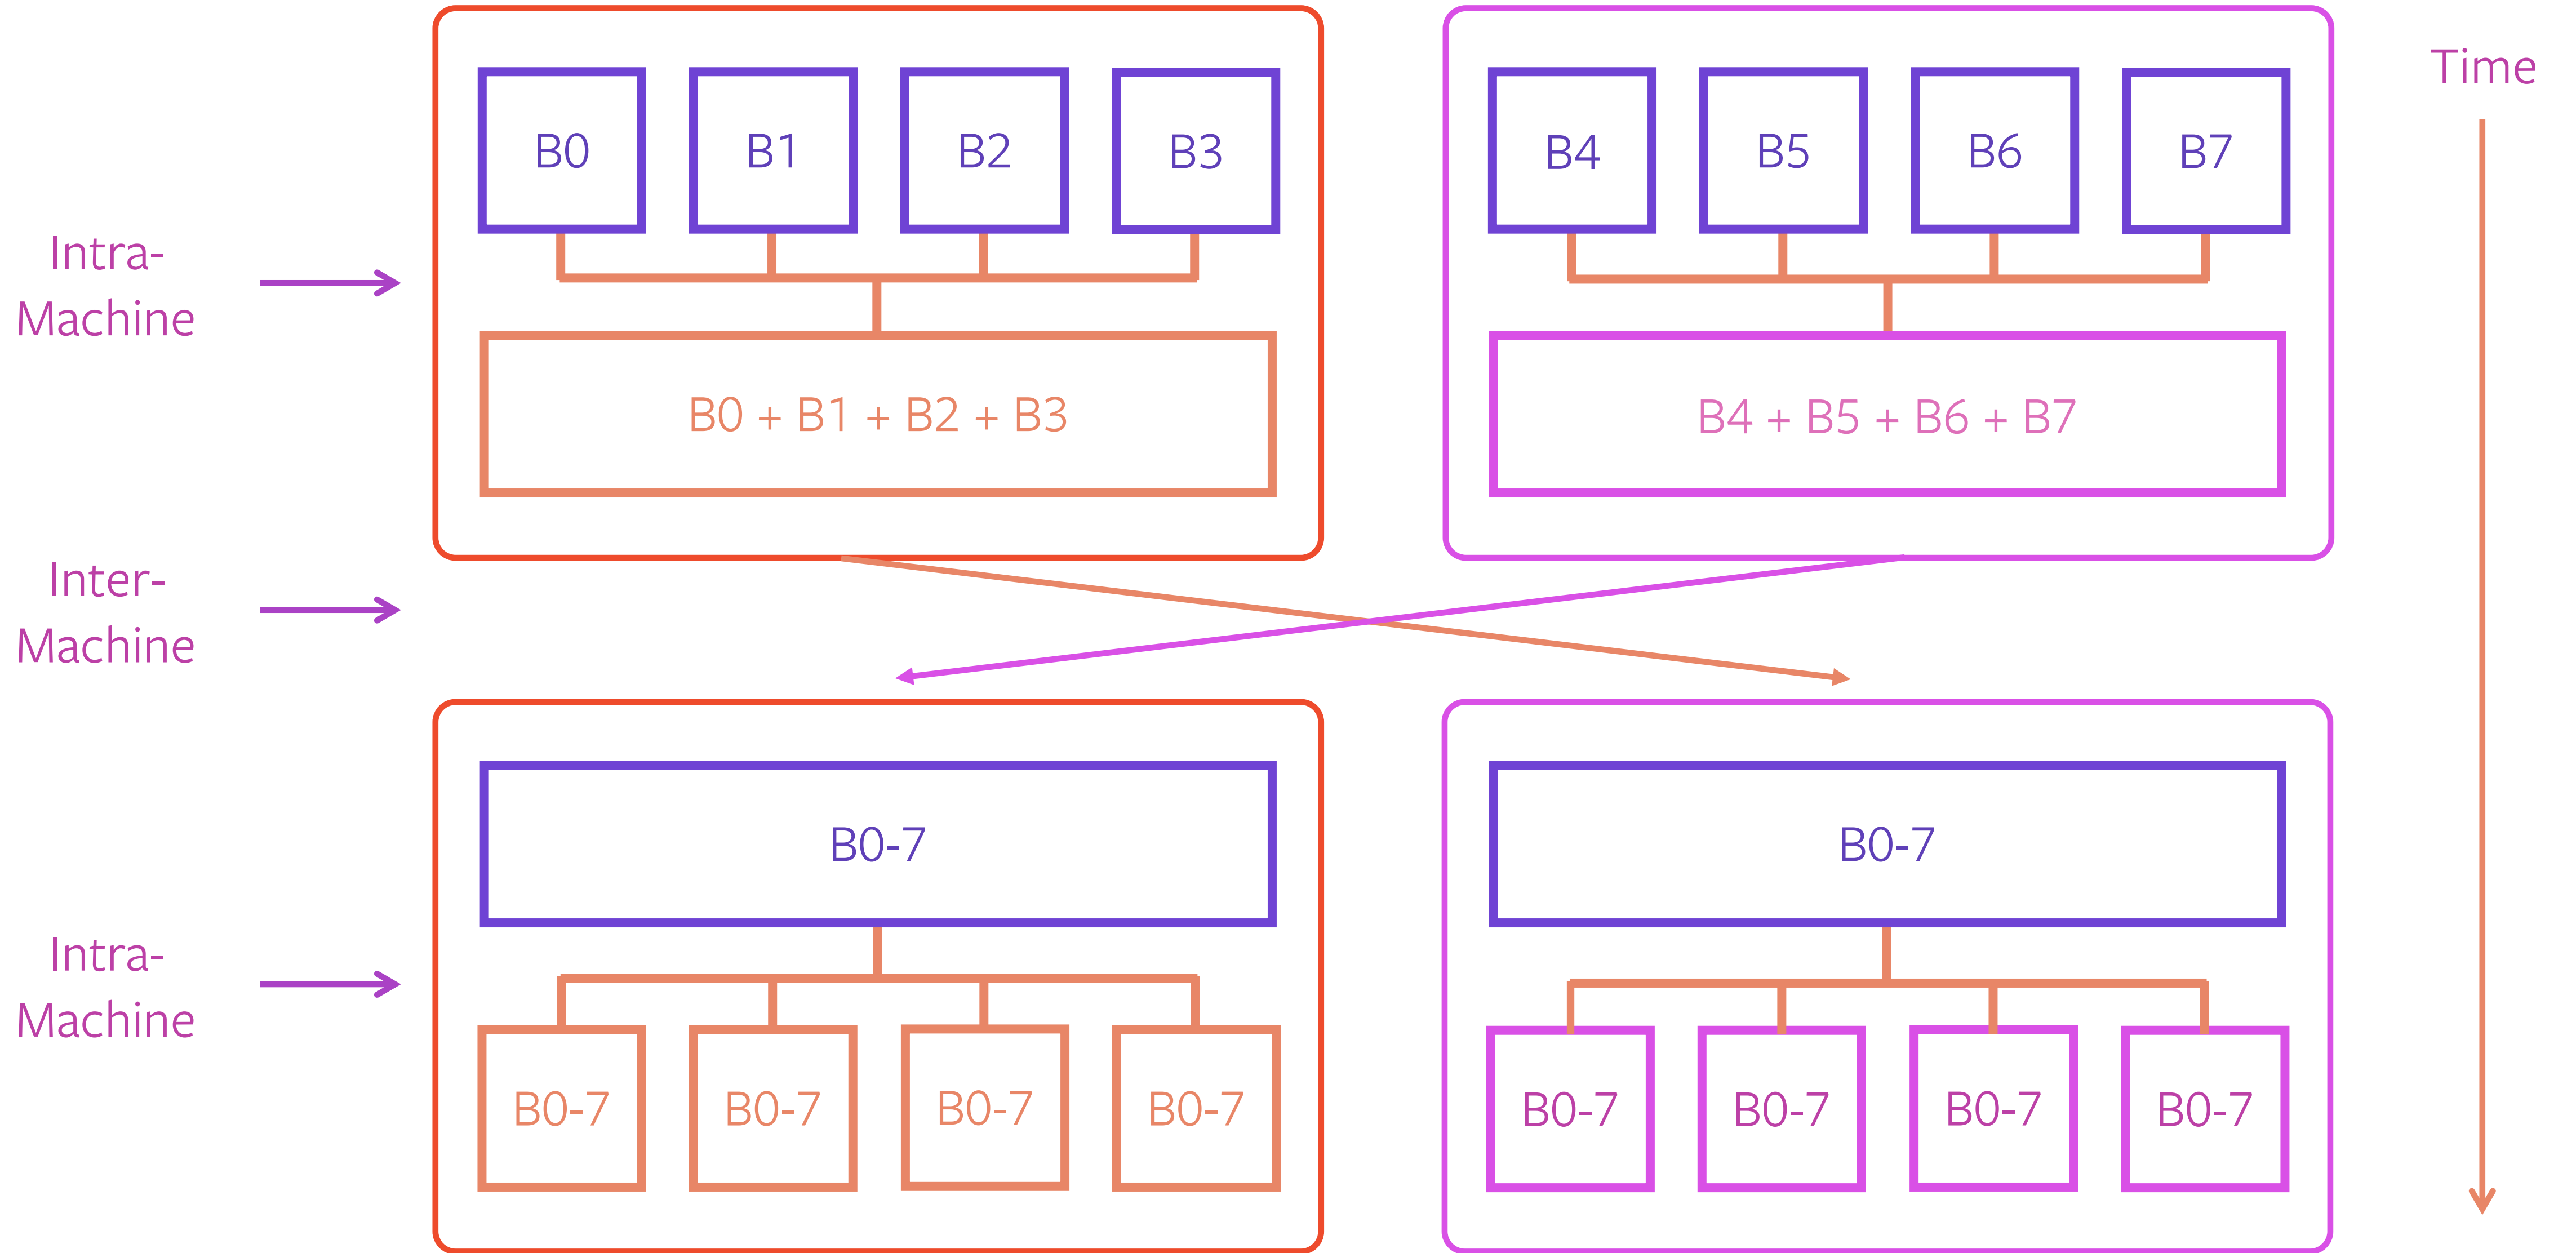 Time
B0
B1
B2
B3
B4
B5
B6
B7
Intra-
Machine
B0 + B1 + B2 + B3
B4 + B5 + B6 + B7
Inter-
Machine
B0-7
B0-7
Intra-
Machine
B0-7
B0-7
B0-7
B0-7
B0-7
B0-7
B0-7
B0-7